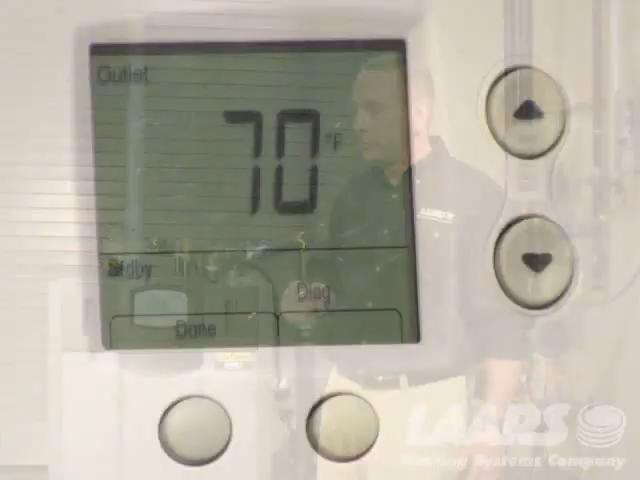 Outlet
70 °F
Stdby
Diag
Done
LAARS
Heating Systems Company